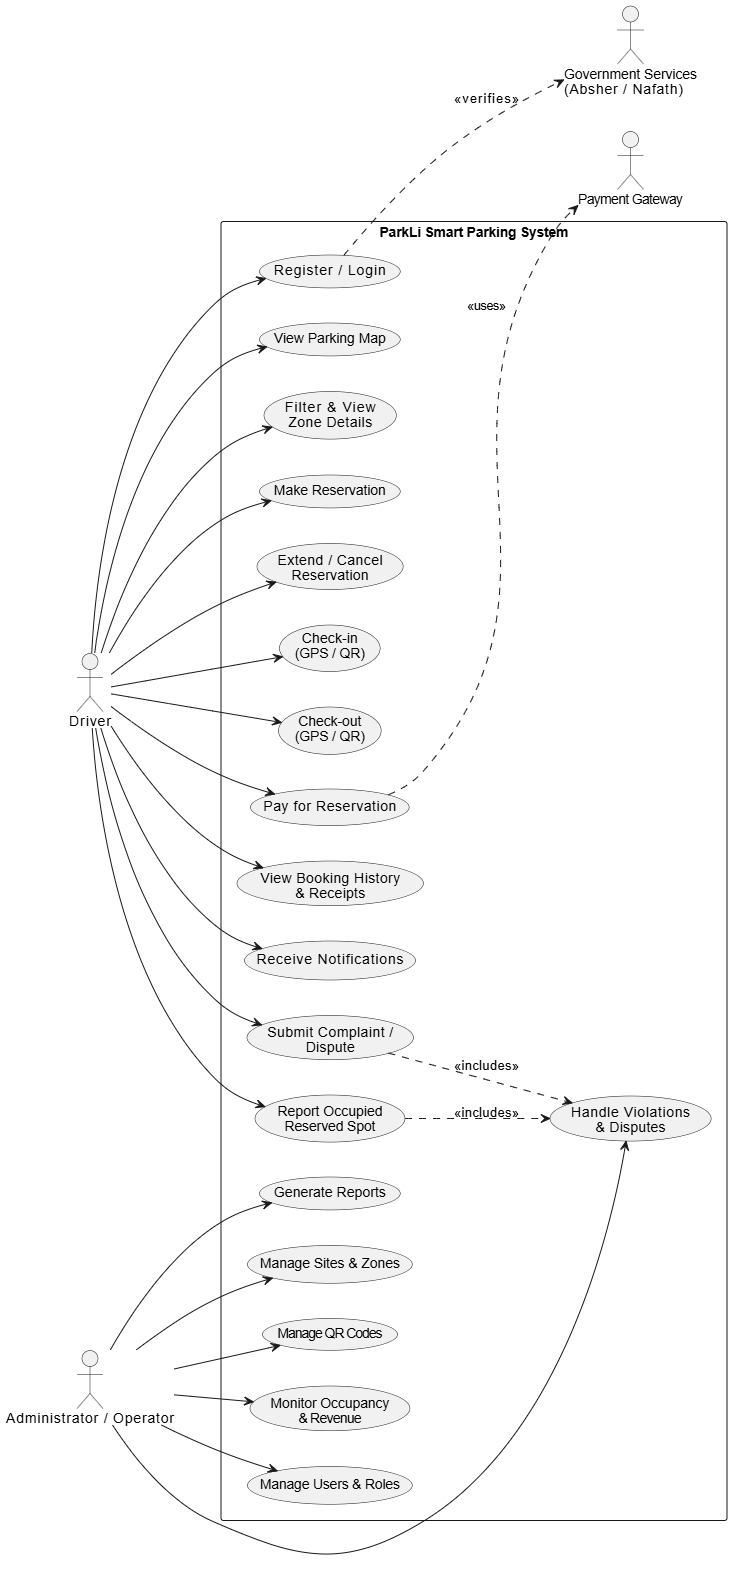 Government Services
(Absher / Nafath)
«verifies»
Payment Gateway
ParkLi Smart Parking System
Register / Login
«uses»
View Parking Map
Filter & View
Zone Details
Make Reservation
Extend / Cancel
Reservation
Check-in
(GPS / QR)
Driver
Check-out
(GPS / QR)
Pay for Reservation
View Booking History
& Receipts
Receive Notifications
Submit Complaint /
Dispute
«includes»
Report Occupied
Reserved Spot
«includes»
Handle Violations
& Disputes
Generate Reports
Manage Sites & Zones
Manage QR Codes
Administrator / Operator
Monitor Occupancy
& Revenue
Manage Users & Roles